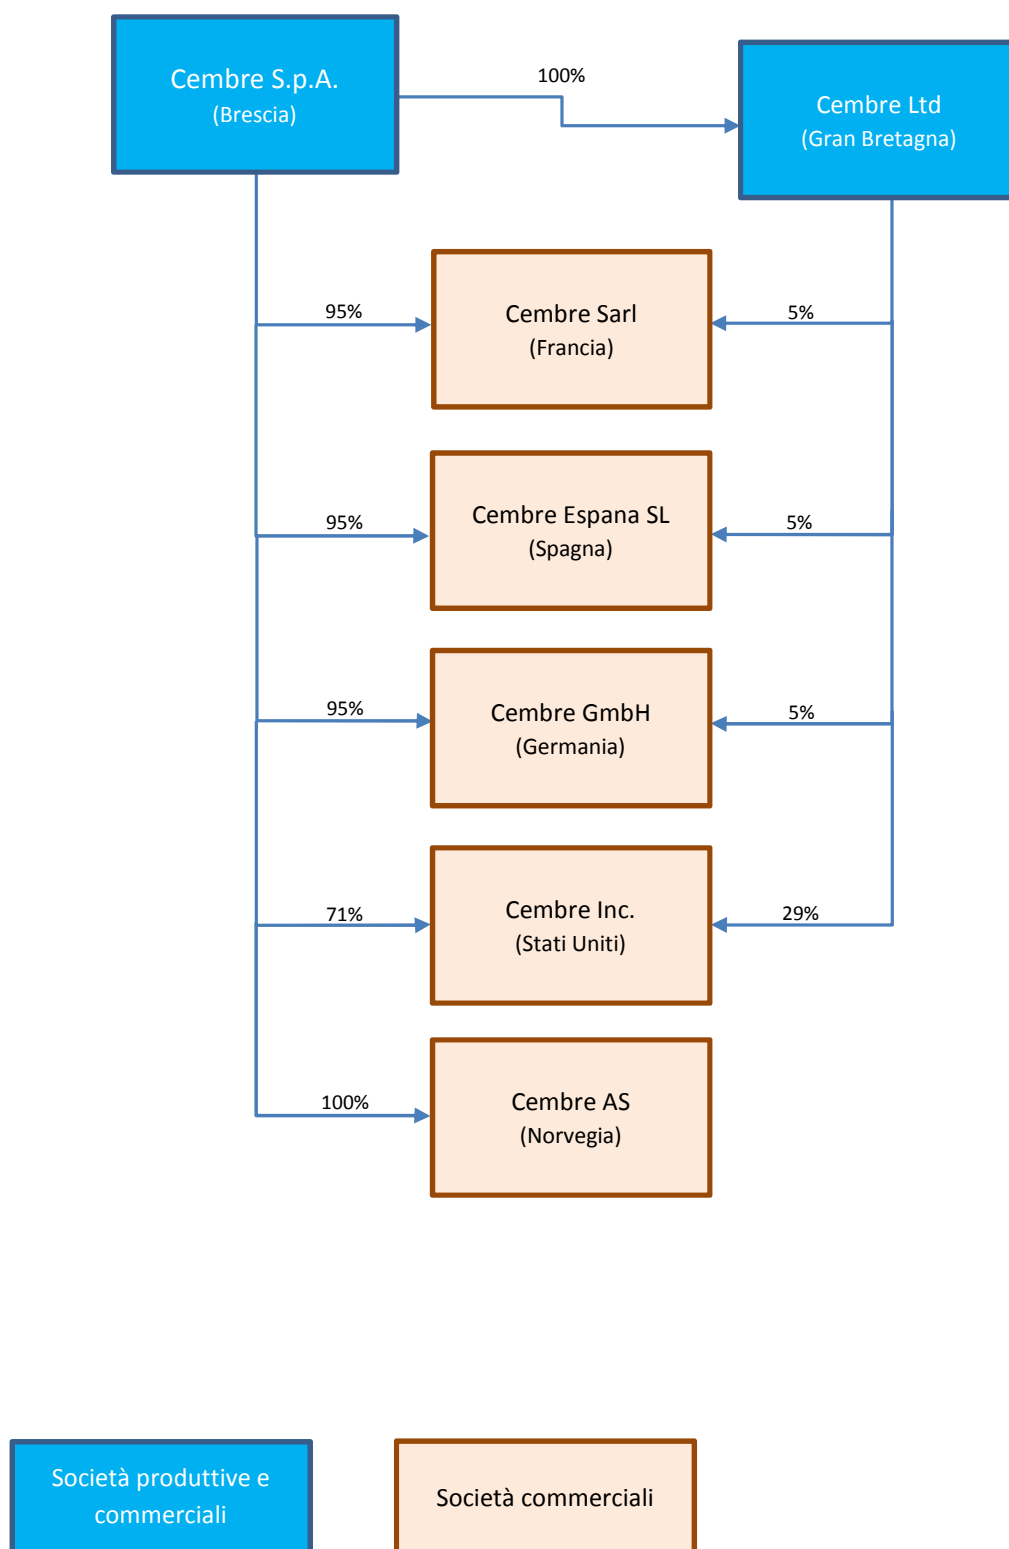 Cembre S.p.A.
(Brescia)
100%
Cembre Ltd
(Gran Bretagna)
95%
Cembre Sarl
(Francia)
5%
95%
Cembre Espana SL
(Spagna)
5%
95%
Cembre GmbH
(Germania)
5%
71%
Cembre Inc.
(Stati Uniti)
29%
100%
Cembre AS
(Norvegia)
Società produttive e
commerciali
Società commerciali